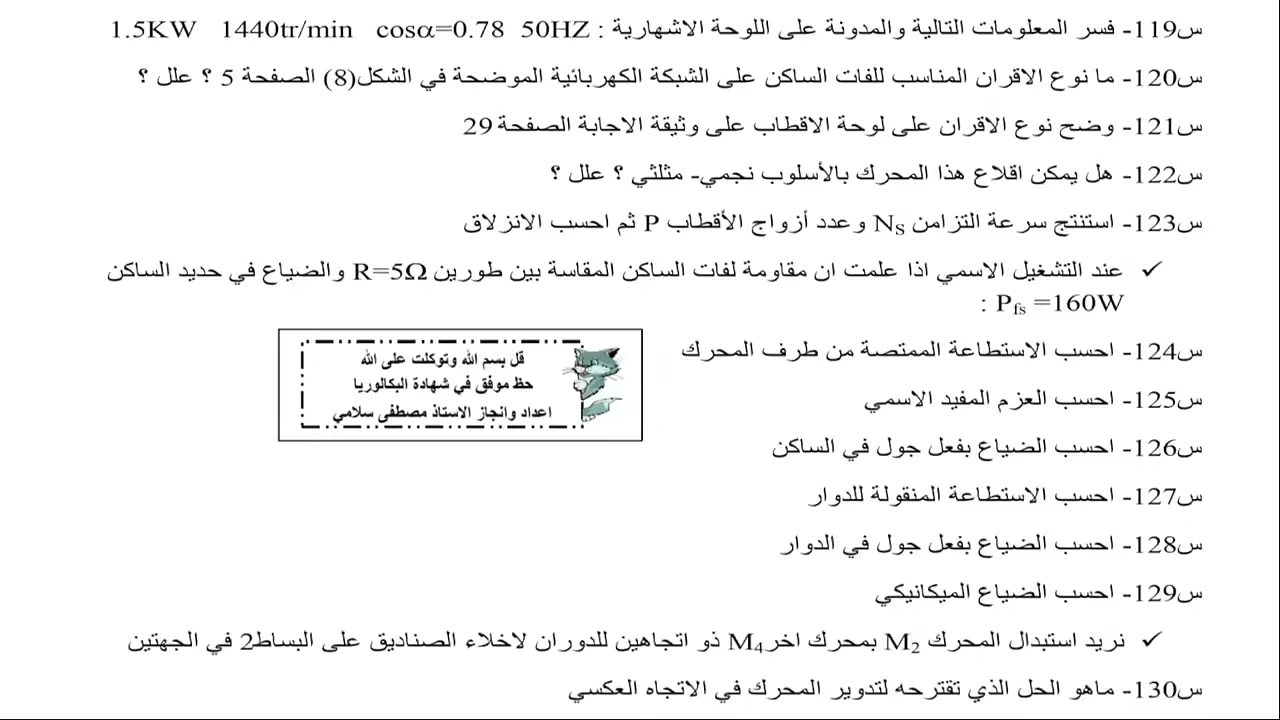 س119- فسر المعلومات التالية والمدونة على اللوحة الاشهارية : 1.5KW 1440tr/min cosα=0.78 50HZ
س120- ما نوع الاقران المناسب للفات الساكن على الشبكة الكهربائية الموضحة في الشكل(8) الصفحة 5 ؟ علل ؟
س121- وضح نوع الاقران على لوحة الاقطاب على وثيقة الاجابة الصفحة 29
س122- هل يمكن اقلاع هذا المحرك بالأسلوب نجمي- مثلثي ؟ علل ؟
س123- استنتج سرعة التزامن NS وعدد أزواج الأقطاب P ثم احسب الانزلاق
✓ عند التشغيل الاسمي اذا علمت ان مقاومة لفات الساكن المقاسة بين طورين R=5Ω والضياع في حديد الساكن
Pfs =160W :
س124- احسب الاستطاعة الممتصة من طرف المحرك
قل بسم الله وتوكلت على الله
حظ موفق في شهادة البكالوريا
اعداد وانجاز الاستاذ مصطفى سلامي
س125- احسب العزم المفيد الاسمي
س126- احسب الضياع بفعل جول في الساكن
س127- احسب الاستطاعة المنقولة للدوار
س128- احسب الضياع بفعل جول في الدوار
س129- احسب الضياع الميكانيكي
✓ نريد استبدال المحرك M2 بمحرك اخر M4 ذو اتجاهين للدوران لاخلاء الصناديق على البساط2 في الجهتين
س130- ماهو الحل الذي تقترحه لتدوير المحرك في الاتجاه العكسي